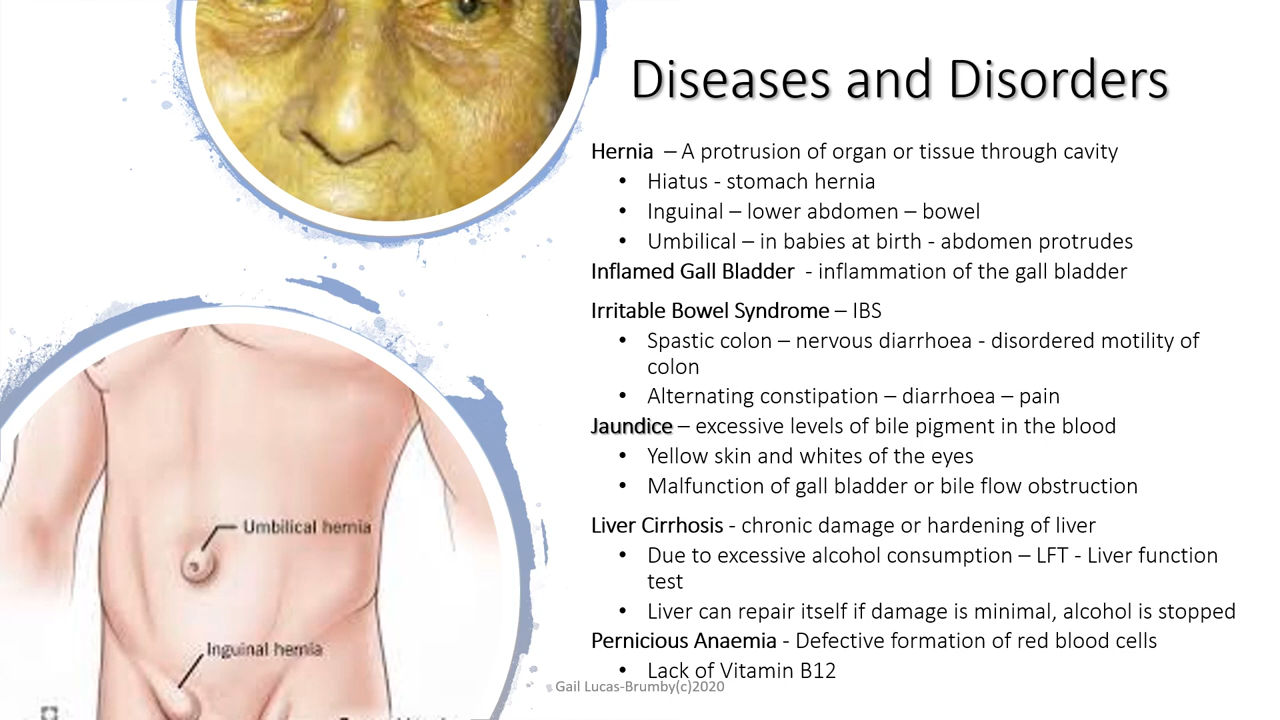 Diseases and Disorders
Hernia – A protrusion of organ or tissue through cavity
• Hiatus - stomach hernia
• Inguinal – lower abdomen – bowel
• Umbilical – in babies at birth - abdomen protrudes
Inflamed Gall Bladder - inflammation of the gall bladder
Irritable Bowel Syndrome – IBS
• Spastic colon – nervous diarrhoea - disordered motility of
colon
• Alternating constipation – diarrhoea – pain
Jaundice – excessive levels of bile pigment in the blood
• Yellow skin and whites of the eyes
• Malfunction of gall bladder or bile flow obstruction
Liver Cirrhosis - chronic damage or hardening of liver
• Due to excessive alcohol consumption – LFT - Liver function
test
• Liver can repair itself if damage is minimal, alcohol is stopped
Pernicious Anaemia - Defective formation of red blood cells
• Lack of Vitamin B12
Gail Lucas-Brumby(c)2020
Umbilical hernia
Inguinal hernia